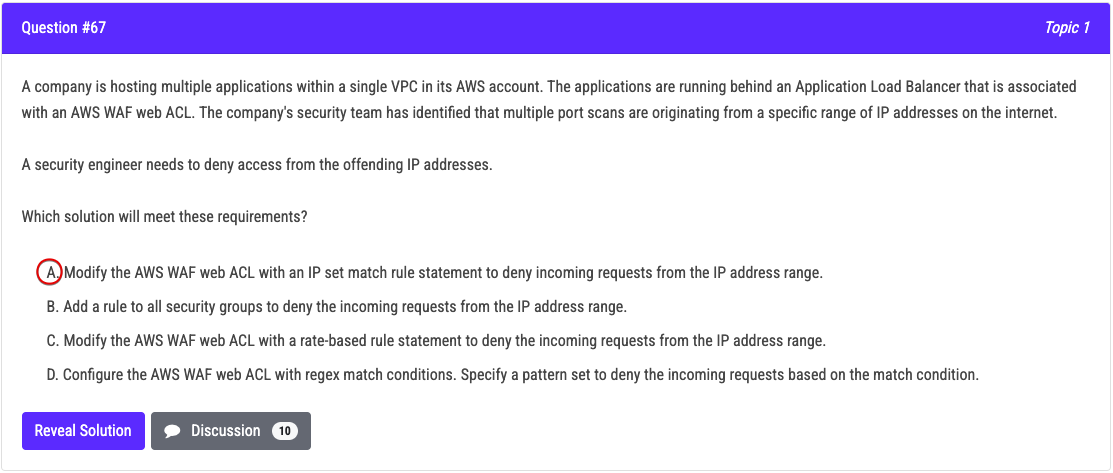 Question #67
Topic 1
A company is hosting multiple applications within a single VPC in its AWS account. The applications are running behind an Application Load Balancer that is associated
with an AWS WAF web ACL. The company's security team has identified that multiple port scans are originating from a specific range of IP addresses on the internet.
A security engineer needs to deny access from the offending IP addresses.
Which solution will meet these requirements?
A. Modify the AWS WAF web ACL with an IP set match rule statement to deny incoming requests from the IP address range.
B. Add a rule to all security groups to deny the incoming requests from the IP address range.
C. Modify the AWS WAF web ACL with a rate-based rule statement to deny the incoming requests from the IP address range.
D. Configure the AWS WAF web ACL with regex match conditions. Specify a pattern set to deny the incoming requests based on the match condition.
Reveal Solution
Discussion 10